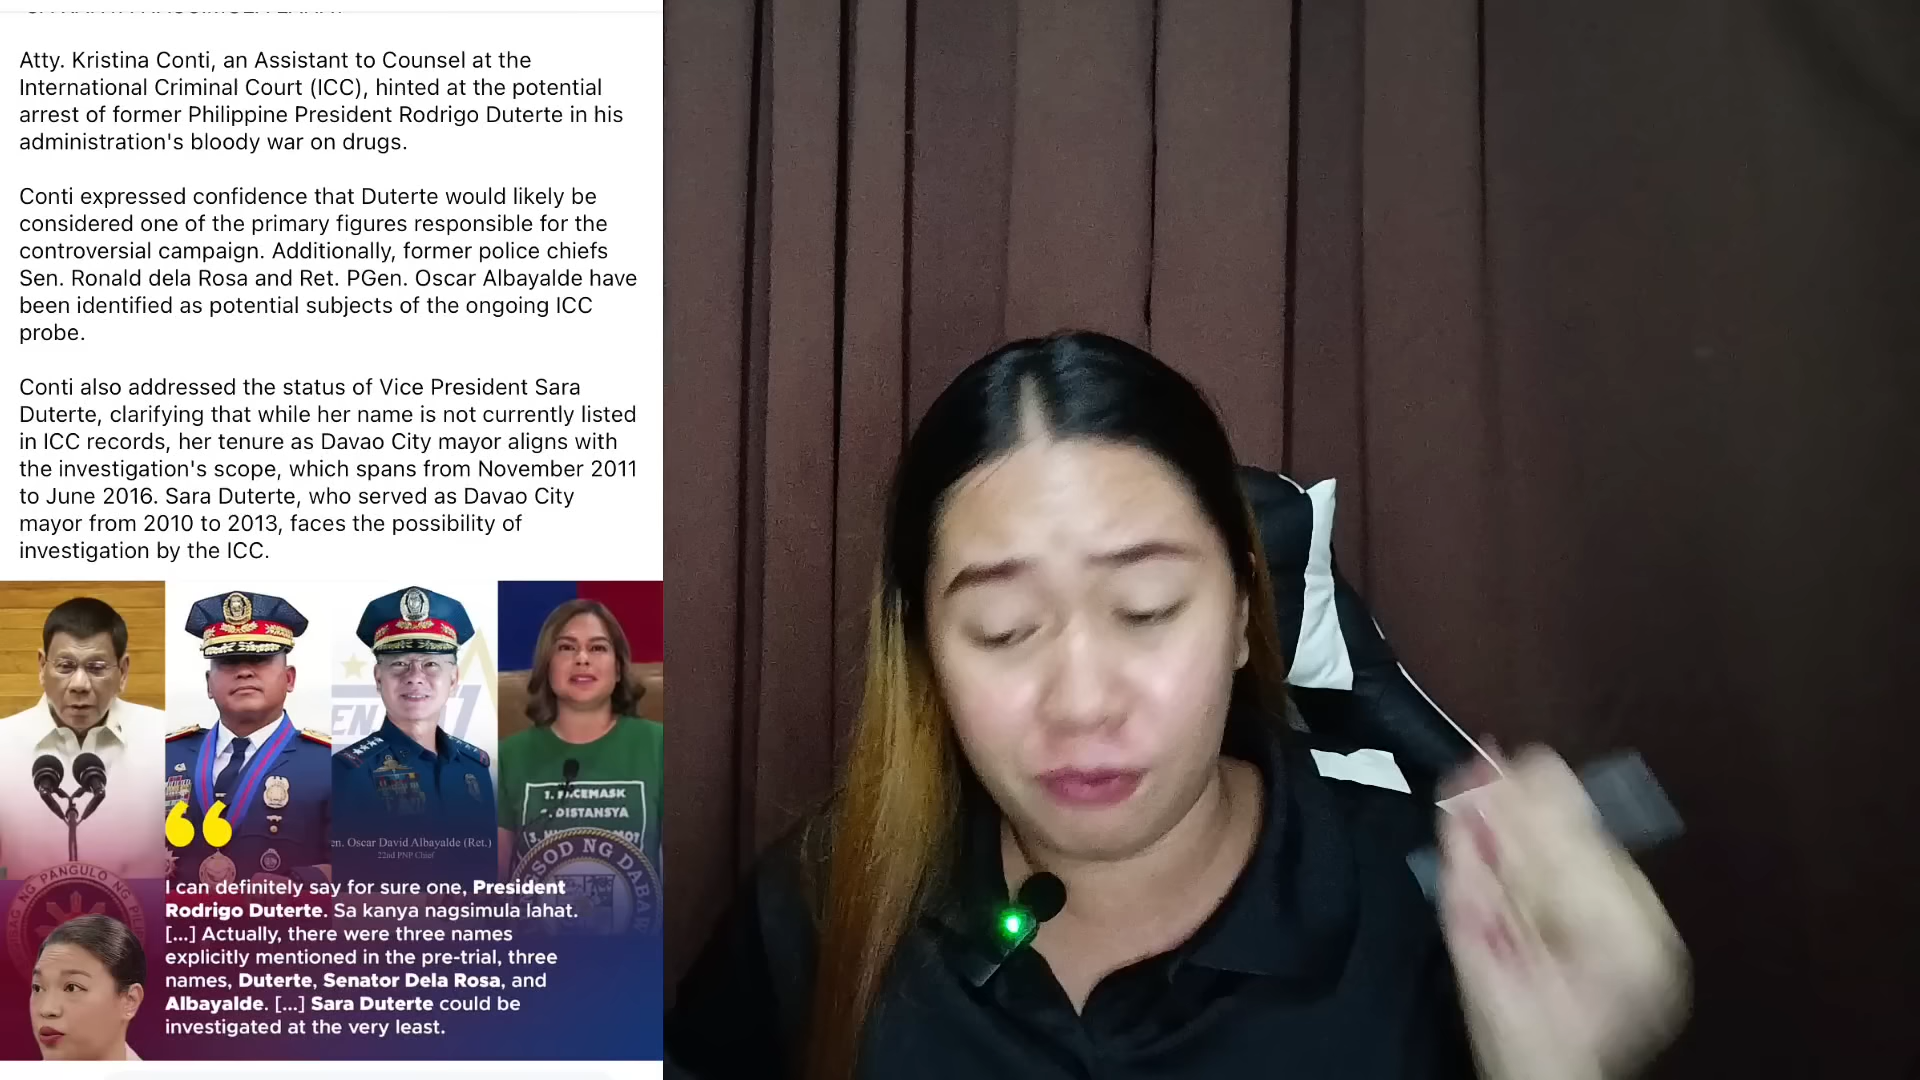 Atty. Kristina Conti, an Assistant to Counsel at the
International Criminal Court (ICC), hinted at the potential
arrest of former Philippine President Rodrigo Duterte in his
administration's bloody war on drugs.
Conti expressed confidence that Duterte would likely be
considered one of the primary figures responsible for the
controversial campaign. Additionally, former police chiefs
Sen. Ronald dela Rosa and Ret. PGen. Oscar Albayalde have
been identified as potential subjects of the ongoing ICC
probe.
Conti also addressed the status of Vice President Sara
Duterte, clarifying that while her name is not currently listed
in ICC records, her tenure as Davao City mayor aligns with
the investigation's scope, which spans from November 2011
to June 2016. Sara Duterte, who served as Davao City
mayor from 2010 to 2013, faces the possibility of
investigation by the ICC.
DISTANSYA
en. Oscar David Albayalde (Ret.)
22nd PNP Chief
I can definitely say for sure one, President
Rodrigo Duterte. Sa kanya nagsimula lahat.
[...] Actually, there were three names
explicitly mentioned in the pre-trial, three
names, Duterte, Senator Dela Rosa, and
Albayalde. [...] Sara Duterte could be
investigated at the very least.